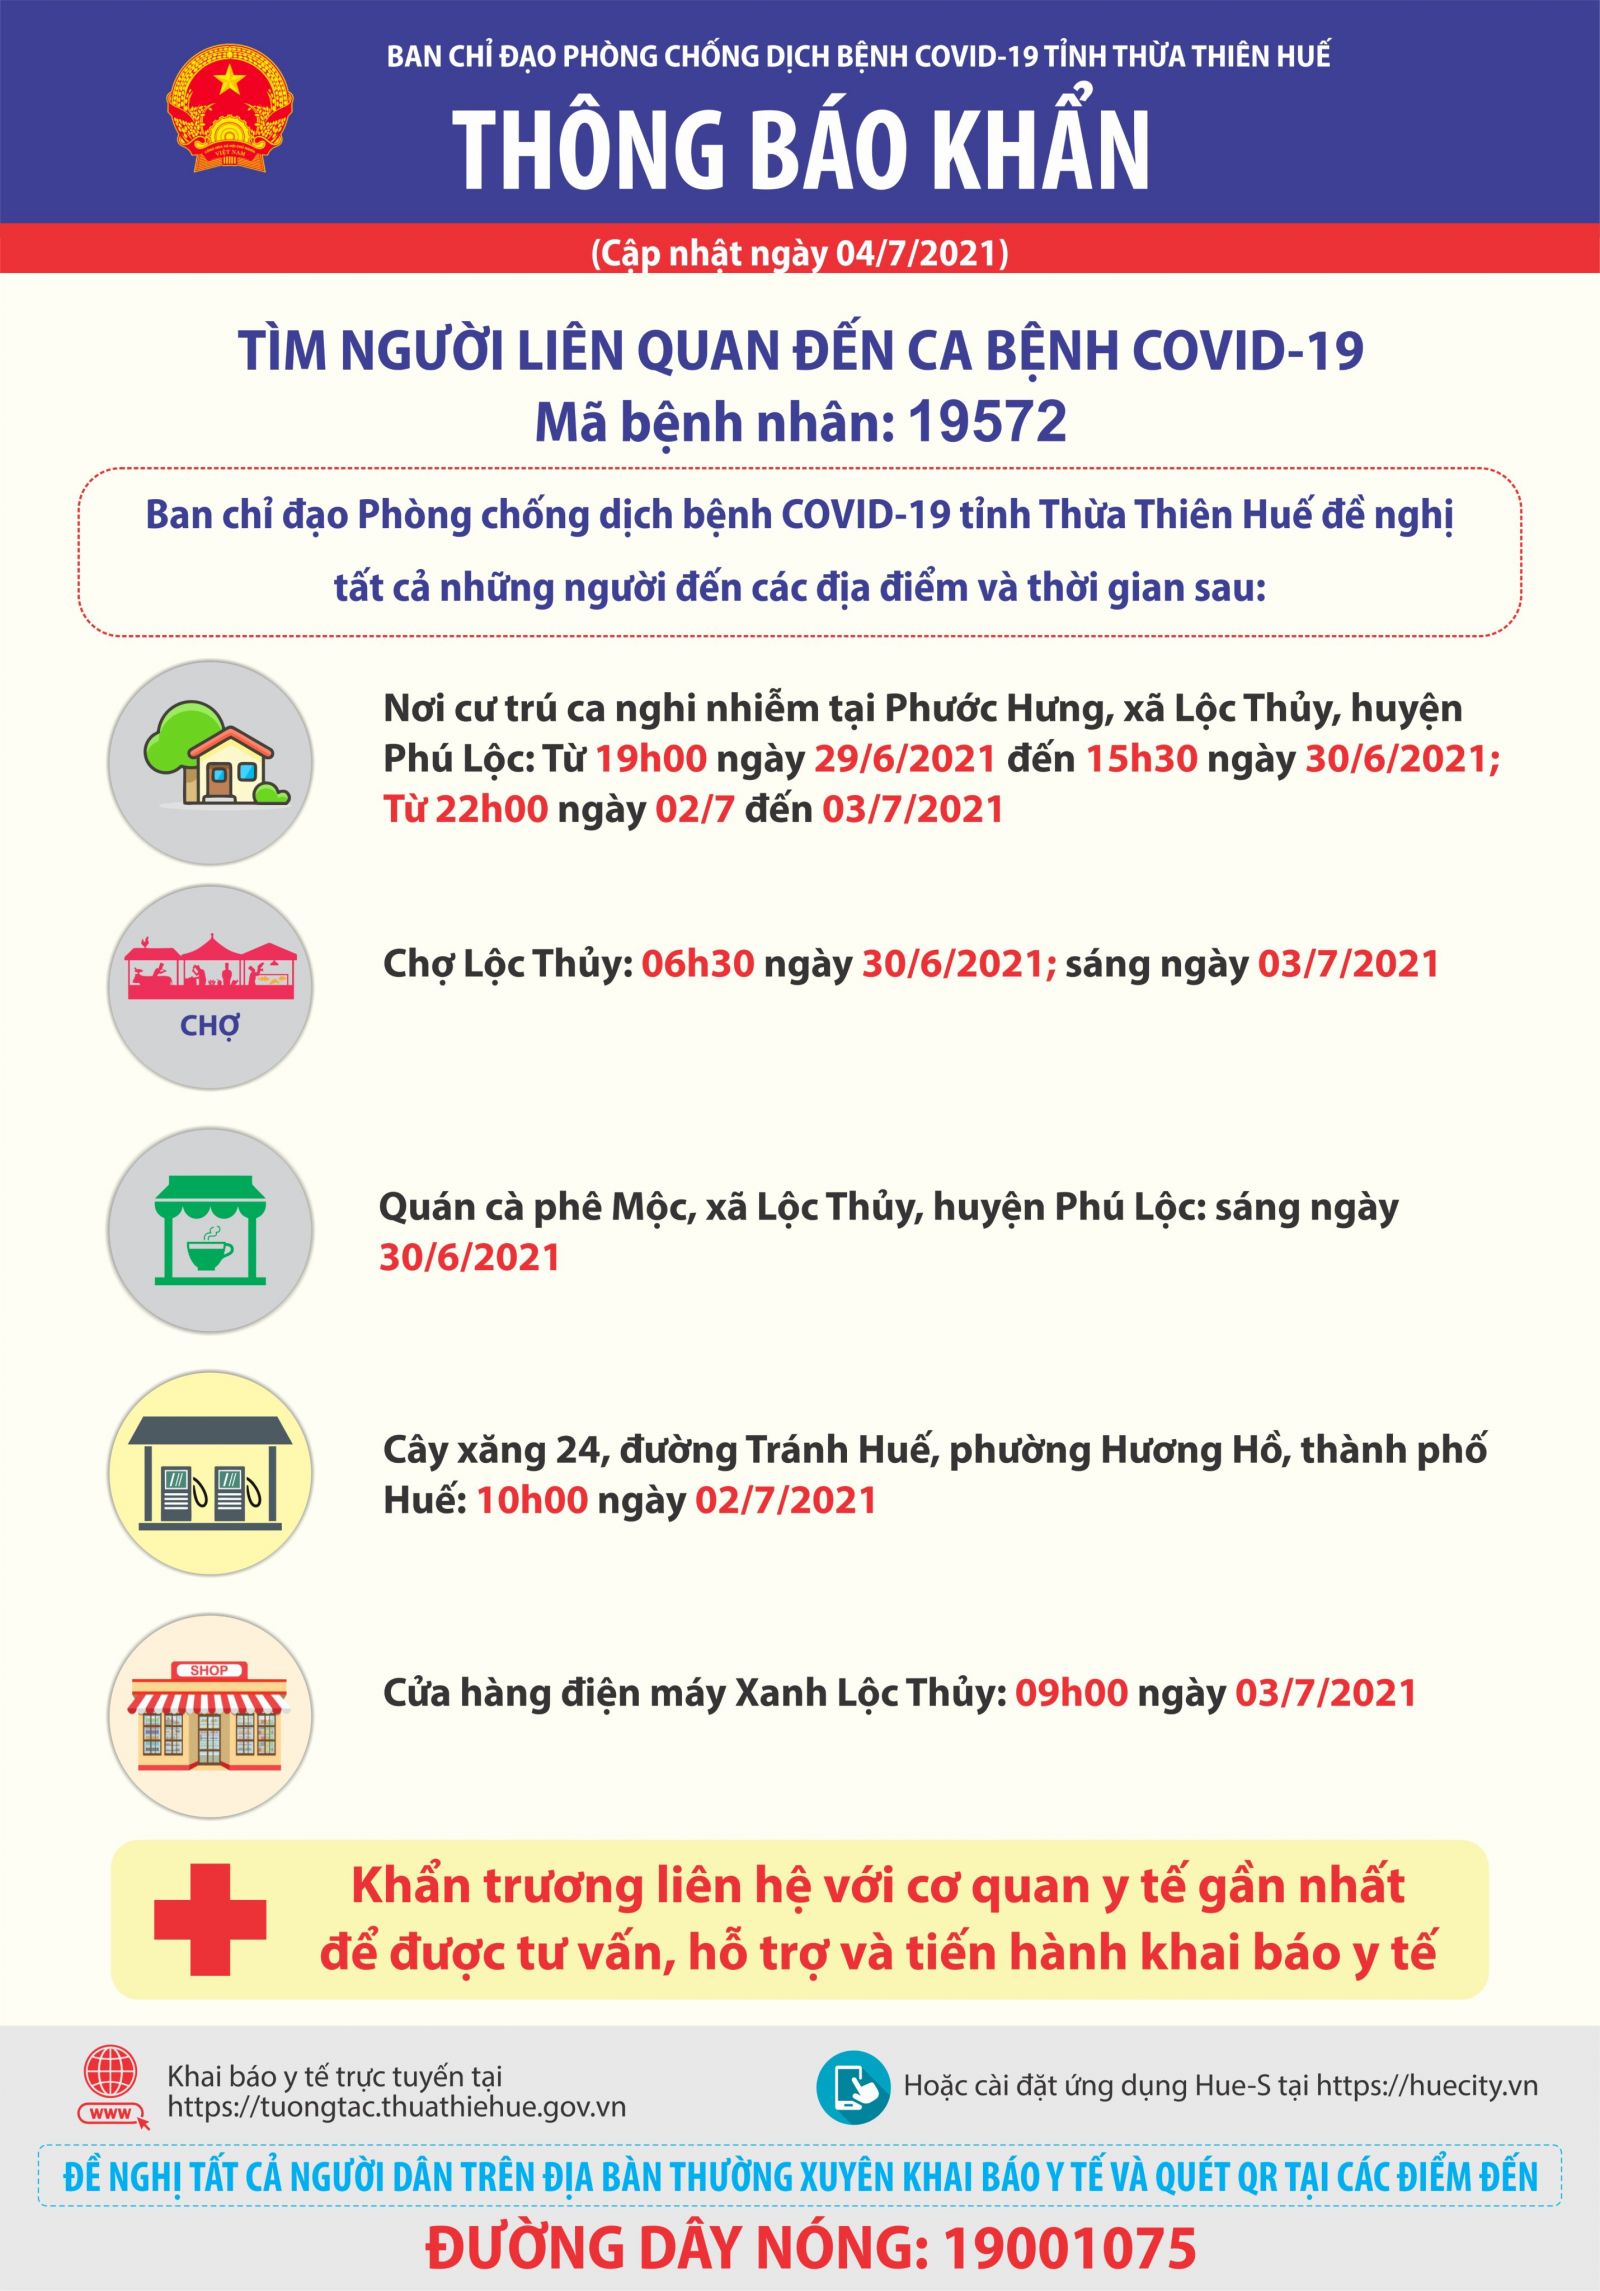 BAN CHỈ ĐẠO PHÒNG CHỐNG DỊCH BỆNH COVID-19 TỈNH THỪA THIÊN HUẾ
THÔNG BÁO KHẨN
VIỆT NAM
(Cập nhật ngày 04/7/2021)
TÌM NGƯỜI LIÊN QUAN ĐẾN CA BỆNH COVID-19
Mã bệnh nhân: 19572
Ban chỉ đạo Phòng chống dịch bệnh COVID-19 tỉnh Thừa Thiên Huế đề nghị
tất cả những người đến các địa điểm và thời gian sau:
Nơi cư trú ca nghi nhiễm tại Phước Hưng, xã Lộc Thủy, huyện
Phú Lộc: Từ 19h00 ngày 29/6/2021 đến 15h30 ngày 30/6/2021;
Từ 22h00 ngày 02/7 đến 03/7/2021
Chợ Lộc Thủy: 06h30 ngày 30/6/2021; sáng ngày 03/7/2021
CHỢ
Quán cà phê Mộc, xã Lộc Thủy, huyện Phú Lộc: sáng ngày
30/6/2021
Cây xăng 24, đường Tránh Huế, phường Hương Hồ, thành phố
Huế: 10h00 ngày 02/7/2021
SHOP
Cửa hàng điện máy Xanh Lộc Thủy: 09h00 ngày 03/7/2021
Khẩn trương liên hệ với cơ quan y tế gần nhất
để được tư vấn, hỗ trợ và tiến hành khai báo y tế
Khai báo y tế trực tuyến tại
https://tuongtac.thuathiehue.gov.vn
www
Hoặc cài đặt ứng dụng Hue-S tại https://huecity.vn
ĐỀ NGHỊ TẤT CẢ NGƯỜI DÂN TRÊN ĐỊA BÀN THƯỜNG XUYÊN KHAI BÁO Y TẾ VÀ QUÉT QR TẠI CÁC ĐIỂM ĐẾN
ĐƯỜNG DÂY NÓNG: 19001075